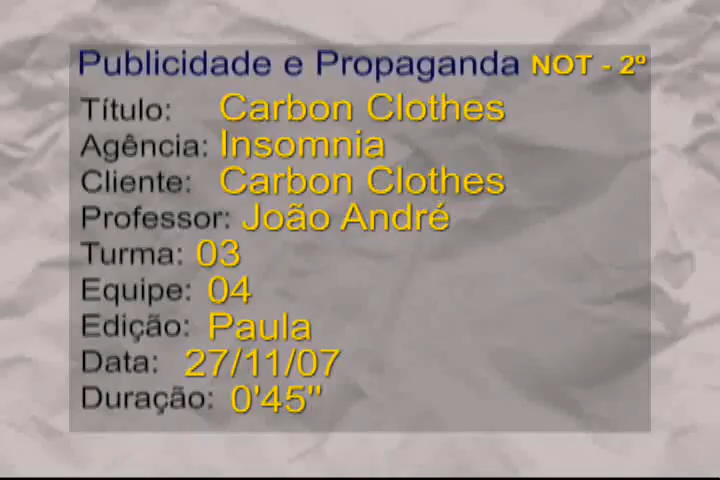 Publicidade e Propaganda NOT - 2º
Título: Carbon Clothes
Agência: Insomnia
Cliente: Carbon Clothes
Professor: João André
Turma: 03
Equipe: 04
Edição: Paula
Data: 27/11/07
Duração: 0'45"